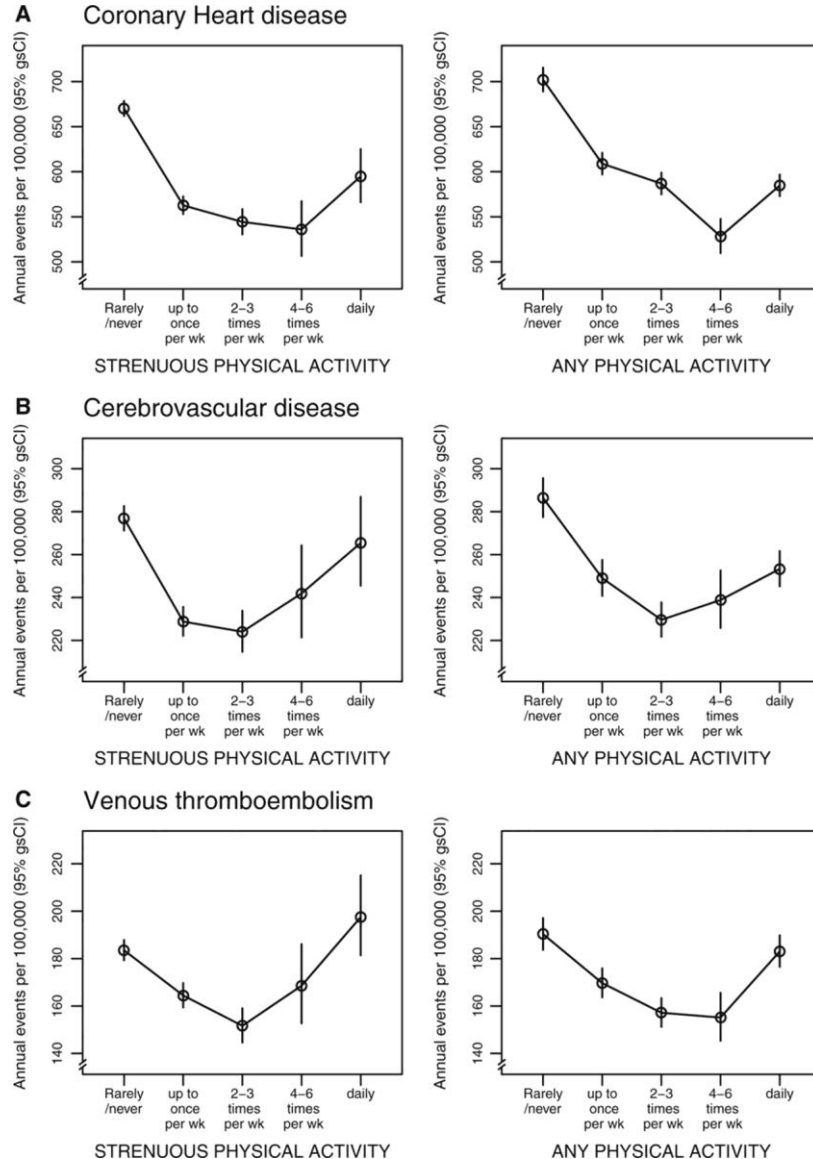 A Coronary Heart disease
Annual events per 100,000 (95% gsCI)
700
650
600
550
500
Rarely
/never
up to
once
per wk
2–3
times
per wk
4–6
times
per wk
daily
STRENUOUS PHYSICAL ACTIVITY
Annual events per 100,000 (95% gsCI)
700
650
600
550
500
Rarely
/never
up to
once
per wk
2–3
times
per wk
4–6
times
per wk
daily
ANY PHYSICAL ACTIVITY
B Cerebrovascular disease
Annual events per 100,000 (95% gsCI)
300
280
260
240
220
Rarely
/never
up to
once
per wk
2–3
times
per wk
4–6
times
per wk
daily
STRENUOUS PHYSICAL ACTIVITY
Annual events per 100,000 (95% gsCI)
300
280
260
240
220
Rarely
/never
up to
once
per wk
2–3
times
per wk
4–6
times
per wk
daily
ANY PHYSICAL ACTIVITY
C Venous thromboembolism
Annual events per 100,000 (95% gsCI)
220
200
180
160
140
Rarely
/never
up to
once
per wk
2–3
times
per wk
4–6
times
per wk
daily
STRENUOUS PHYSICAL ACTIVITY
Annual events per 100,000 (95% gsCI)
220
200
180
160
140
Rarely
/never
up to
once
per wk
2–3
times
per wk
4–6
times
per wk
daily
ANY PHYSICAL ACTIVITY